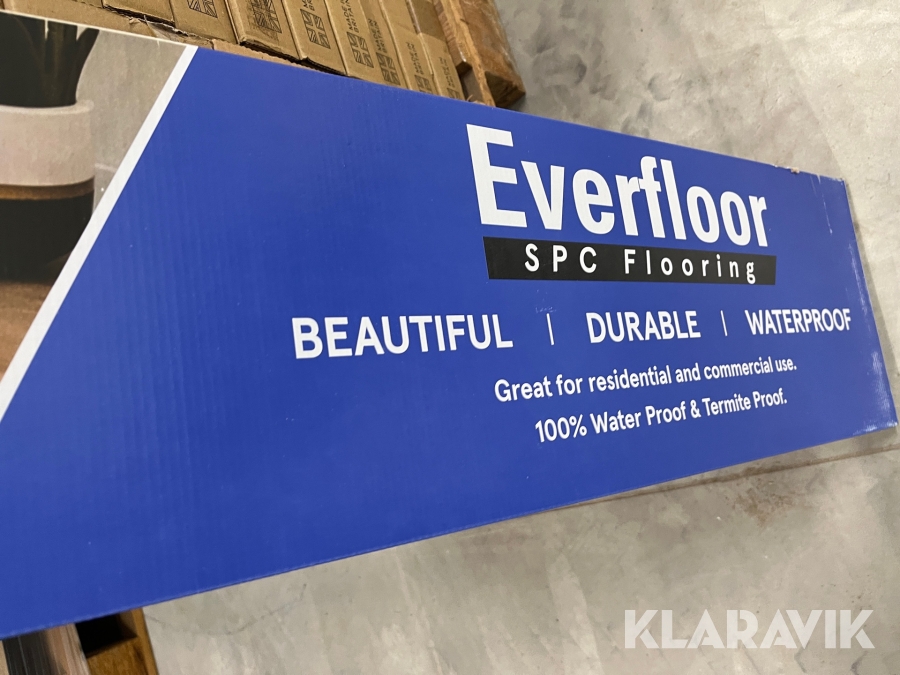 Everfloor
SPC Flooring
BEAUTIFUL | DURABLE | WATERPROOF
Great for residential and commercial use.
100% Water Proof & Termite Proof.
KLARAVIK